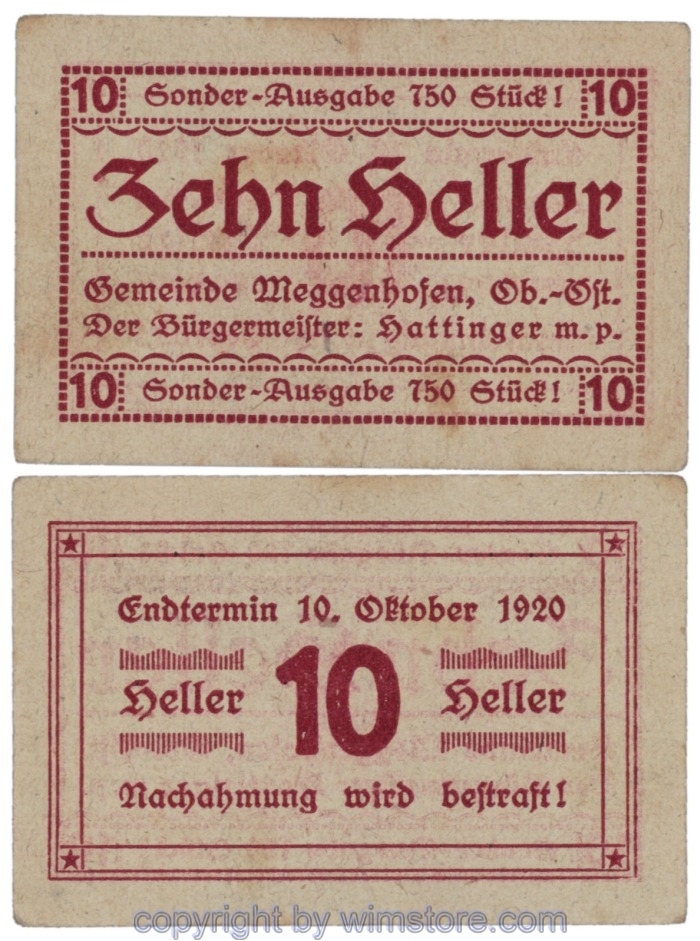 10 Sonder-Ausgabe 750 Stück! 10
Zehn Heller
Gemeinde Meggenhofen, Ob.-Öst.
Der Bürgermeister: Hattinger m. p.
10 Sonder-Ausgabe 750 Stück! 10
Endtermin 10. Oktober 1920
Heller 10 Heller
Nachahmung wird bestraft!
copyright by wimstore.com